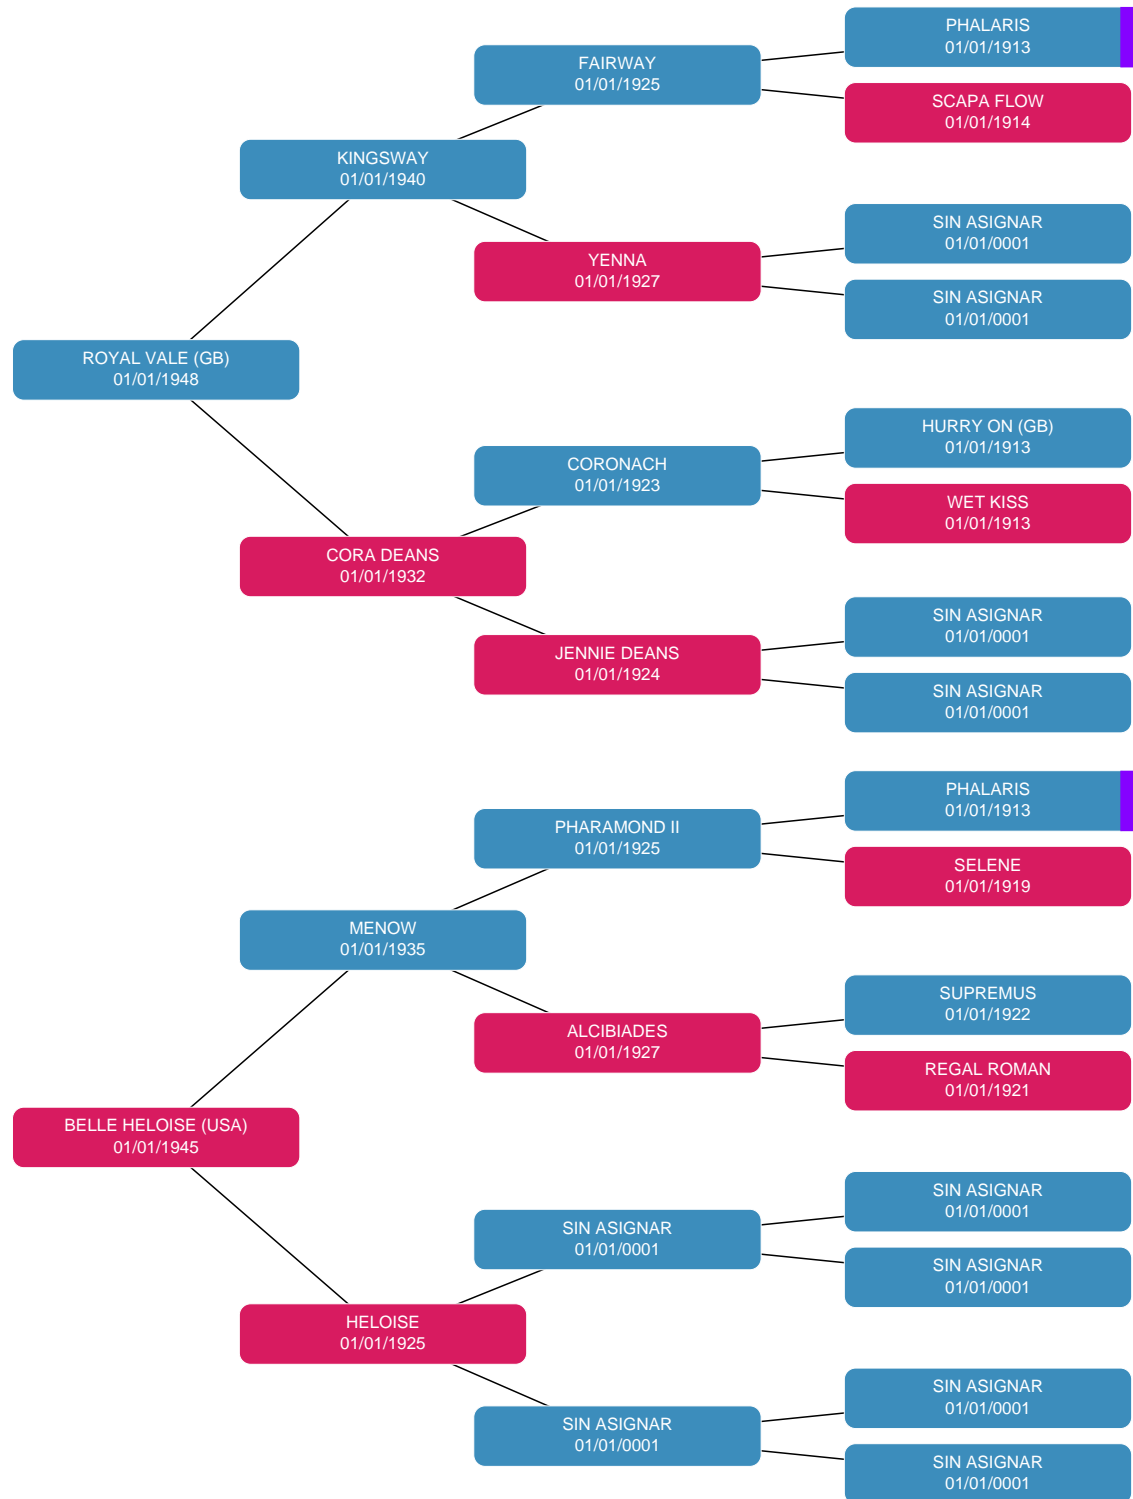 PHALARIS
01/01/1913
FAIRWAY
01/01/1925
SCAPA FLOW
01/01/1914
KINGSWAY
01/01/1940
SIN ASIGNAR
01/01/0001
YENNA
01/01/1927
SIN ASIGNAR
01/01/0001
ROYAL VALE (GB)
01/01/1948
HURRY ON (GB)
01/01/1913
CORONACH
01/01/1923
WET KISS
01/01/1913
CORA DEANS
01/01/1932
SIN ASIGNAR
01/01/0001
JENNIE DEANS
01/01/1924
SIN ASIGNAR
01/01/0001
PHALARIS
01/01/1913
PHARAMOND II
01/01/1925
SELENE
01/01/1919
MENOW
01/01/1935
SUPREMUS
01/01/1922
ALCIBIADES
01/01/1927
REGAL ROMAN
01/01/1921
BELLE HELOISE (USA)
01/01/1945
SIN ASIGNAR
01/01/0001
SIN ASIGNAR
01/01/0001
SIN ASIGNAR
01/01/0001
HELOISE
01/01/1925
SIN ASIGNAR
01/01/0001
SIN ASIGNAR
01/01/0001
SIN ASIGNAR
01/01/0001